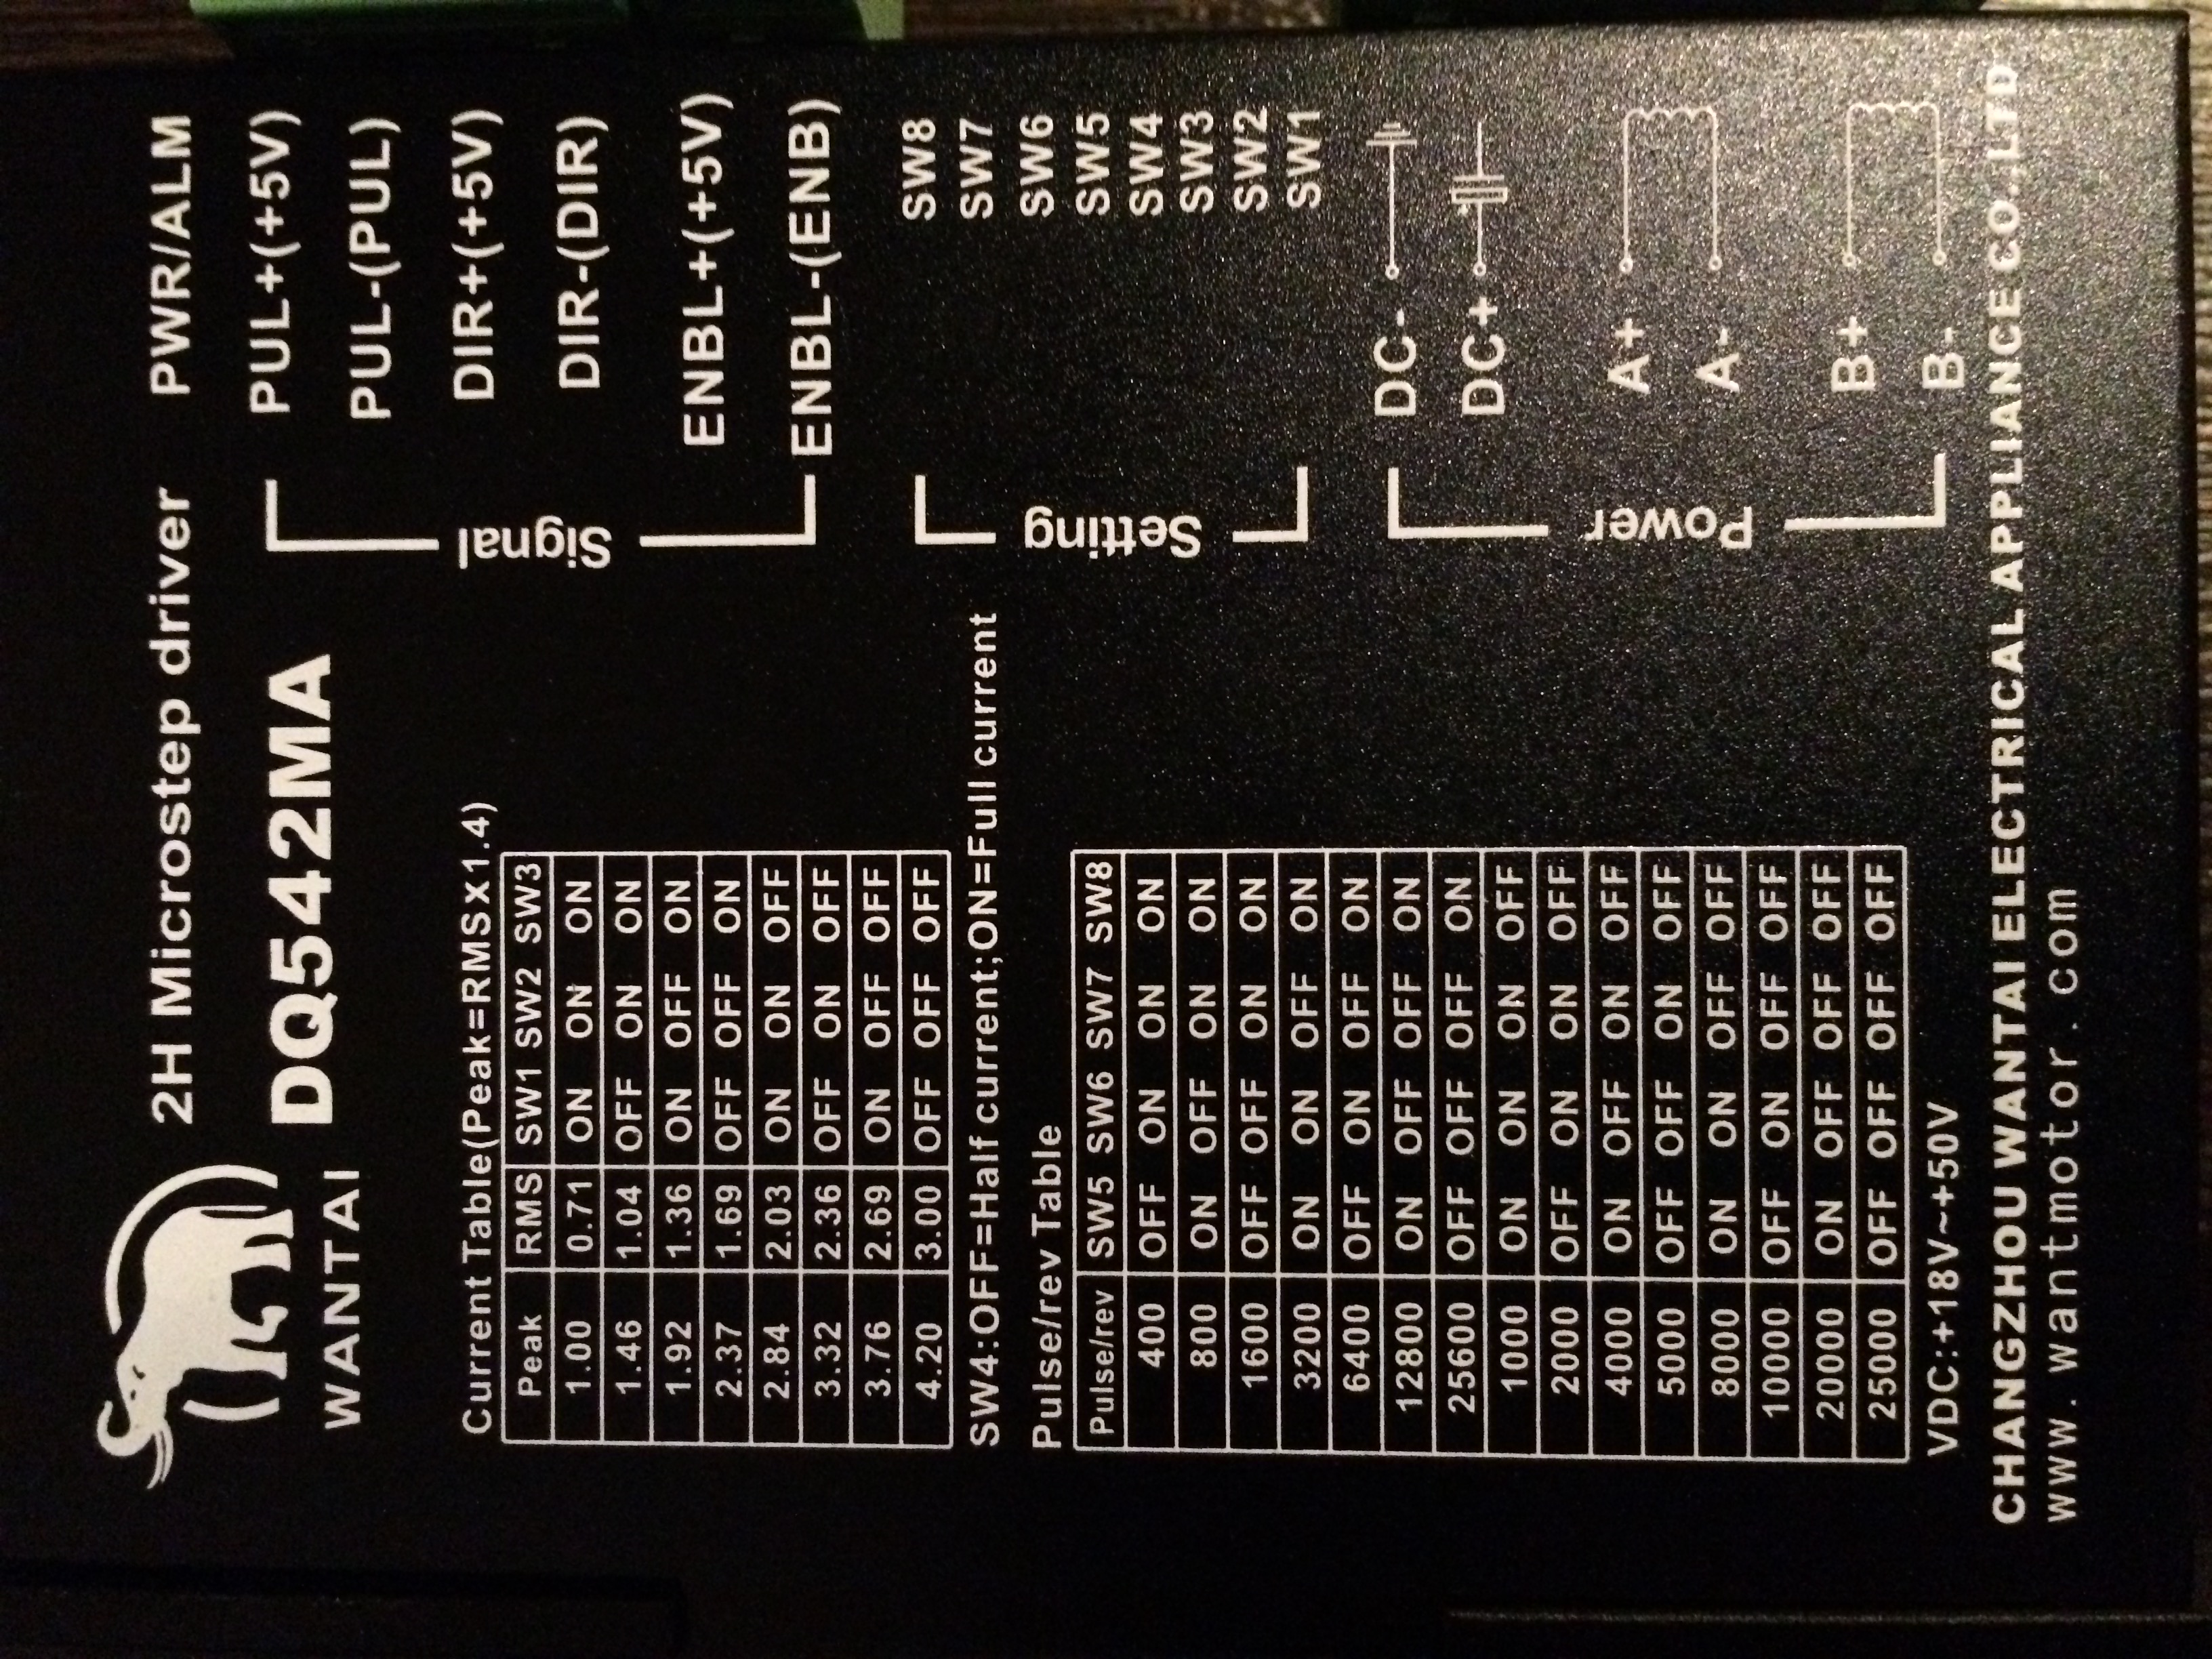 2H Microstep driver
DQ542MA
WANTAI
PWR/ALM
Signal
PUL+(+5V)
PUL-(PUL)
DIR+(+5V)
DIR-(DIR)
ENBL+(+5V)
ENBL-(ENB)
Setting
SW8
SW7
SW6
SW5
SW4
SW3
SW2
SW1
Power
DC-
DC+
A+
A-
B+
B-
Current Table(Peak=RMSX1.4)
Peak RMS SW1 SW2 SW3
1.00 0.71 ON ON ON
1.46 1.04 OFF ON ON
1.92 1.36 ON OFF ON
2.37 1.69 OFF OFF ON
2.84 2.03 ON ON OFF
3.32 2.36 OFF ON OFF
3.76 2.69 ON OFF OFF
4.20 3.00 OFF OFF OFF
SW4:OFF=Half current;ON=Full current
Pulse/rev Table
Pulse/rev SW5 SW6 SW7 SW8
400 OFF ON ON ON
800 ON OFF ON ON
1600 OFF OFF ON ON
3200 ON ON OFF ON
6400 OFF ON OFF ON
12800 ON OFF OFF ON
25600 OFF OFF OFF ON
1000 ON ON ON OFF
2000 OFF ON ON OFF
4000 ON OFF ON OFF
5000 OFF OFF ON OFF
8000 ON ON OFF OFF
10000 OFF ON OFF OFF
20000 ON OFF OFF OFF
25000 OFF OFF OFF OFF
VDC:+18V~+50V
CHANGZHOU WANTAI ELECTRICAL APPLIANCE CO.,LTD
www.wantmotor.com